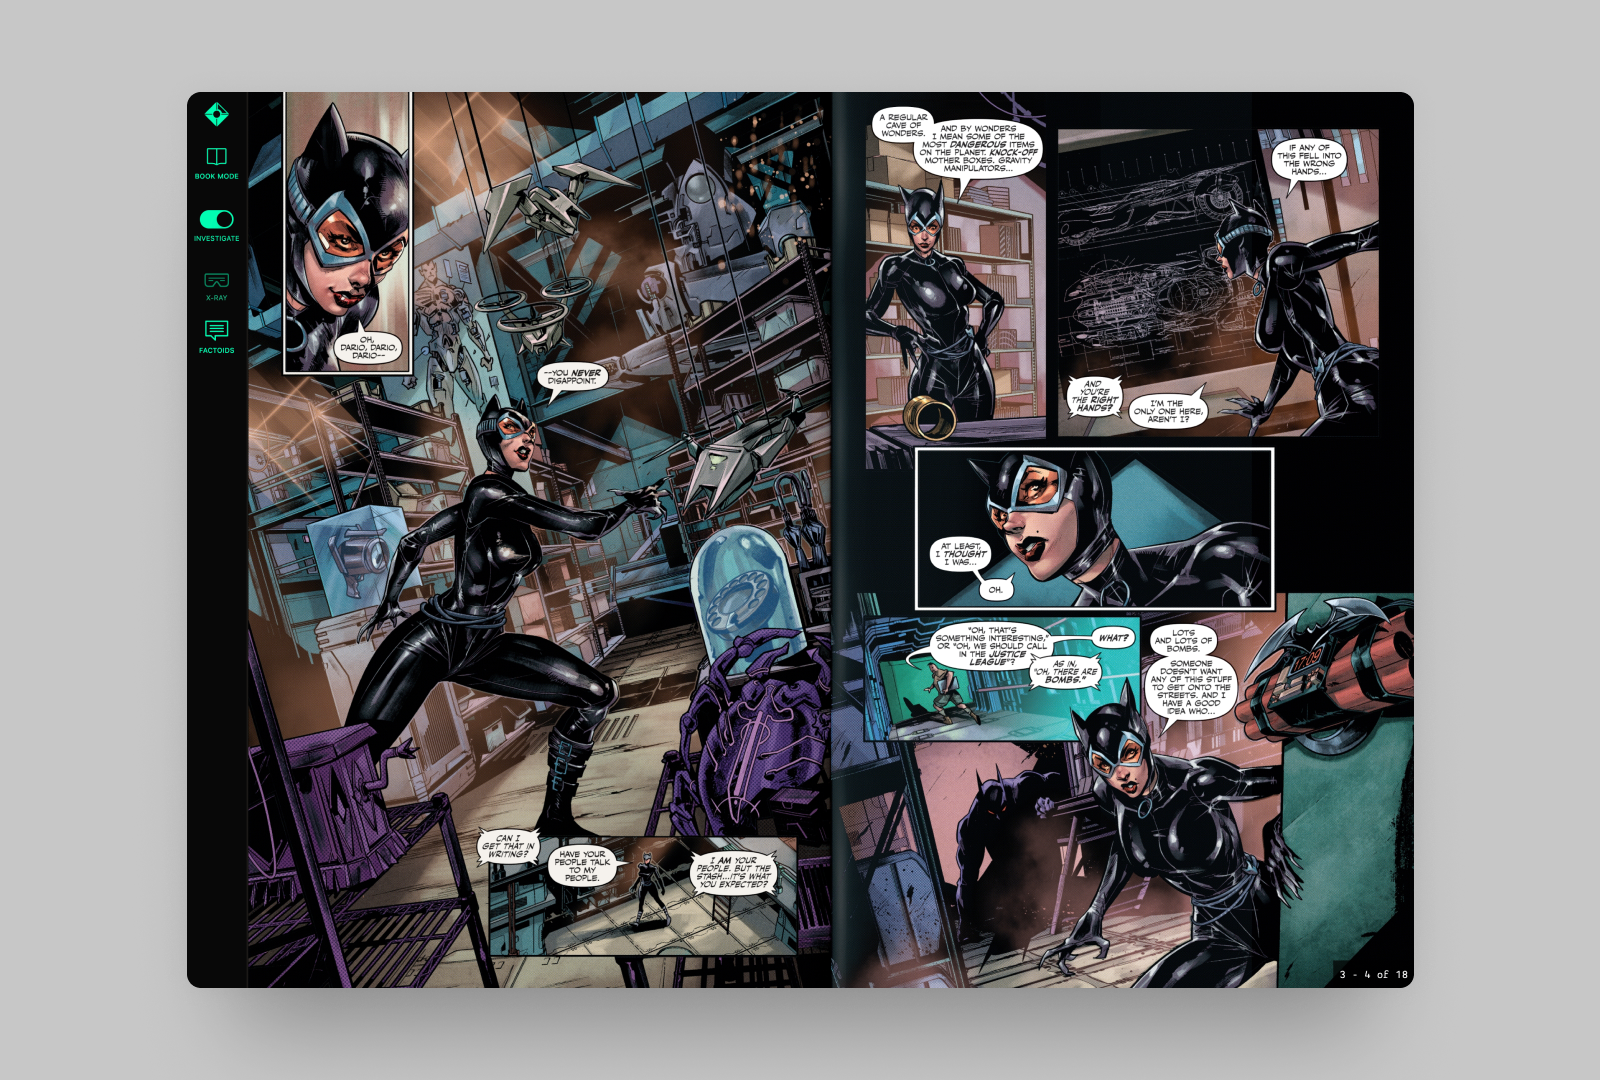 BOOK MODE
INVESTIGATE
X-RAY
FACTOIDS
OH,
DARIO, DARIO,
DARIO--
--YOU NEVER
DISAPPOINT.
CAN I
GET THAT IN
WRITING?
HAVE YOUR
PEOPLE TALK
TO MY
PEOPLE.
I AM YOUR
PEOPLE. BUT THE
STASH...IT'S WHAT
YOU EXPECTED?
A REGULAR
CAVE OF
WONDERS.
AND BY WONDERS
I MEAN SOME OF THE
MOST DANGEROUS ITEMS
ON THE PLANET. KNOCK-OFF
MOTHER BOXES. GRAVITY
MANIPULATORS...
IF ANY OF
THIS FELL INTO
THE WRONG
HANDS...
AND
YOU'RE
THE RIGHT
HANDS?
I'M THE
ONLY ONE HERE,
AREN'T I?
AT LEAST,
I THOUGHT
I WAS...
OH.
"OH, THAT'S
SOMETHING INTERESTING,"
OR "OH, WE SHOULD CALL
IN THE JUSTICE
LEAGUE"?
WHAT?
AS IN,
"OH, THERE ARE
BOMBS."
LOTS
AND LOTS OF
BOMBS.
SOMEONE
DOESN'T WANT
ANY OF THIS STUFF
TO GET ONTO THE
STREETS. AND I
HAVE A GOOD
IDEA WHO...
17:09
3 - 4 of 18